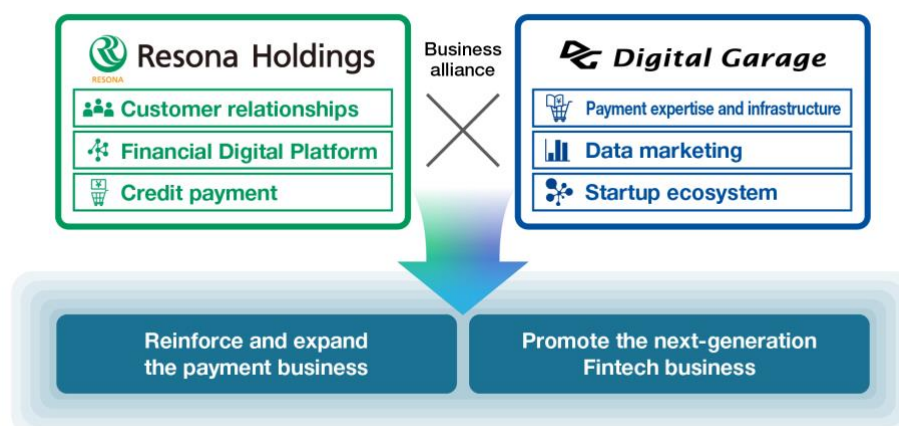 RESONA
Resona Holdings
Customer relationships
Financial Digital Platform
¥
Credit payment
Business
alliance
DG Digital Garage
¥
Payment expertise and infrastructure
Data marketing
Startup ecosystem
Reinforce and expand
the payment business
Promote the next-generation
Fintech business